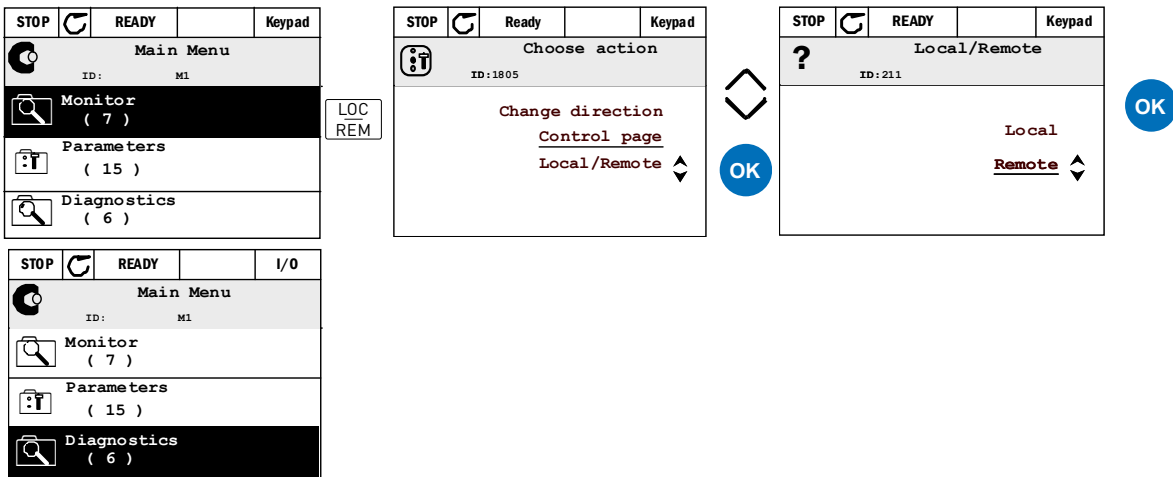 STOP READY Keypad
Main Menu
ID: M1
Monitor
( 7 )
Parameters
( 15 )
Diagnostics
( 6 )
LOC
REM
STOP Ready Keypad
Choose action
ID:1805
Change direction
Control page
Local/Remote
OK
STOP READY Keypad
?
Local/Remote
ID:211
Local
Remote
OK
STOP READY I/O
Main Menu
ID: M1
Monitor
( 7 )
Parameters
( 15 )
Diagnostics
( 6 )